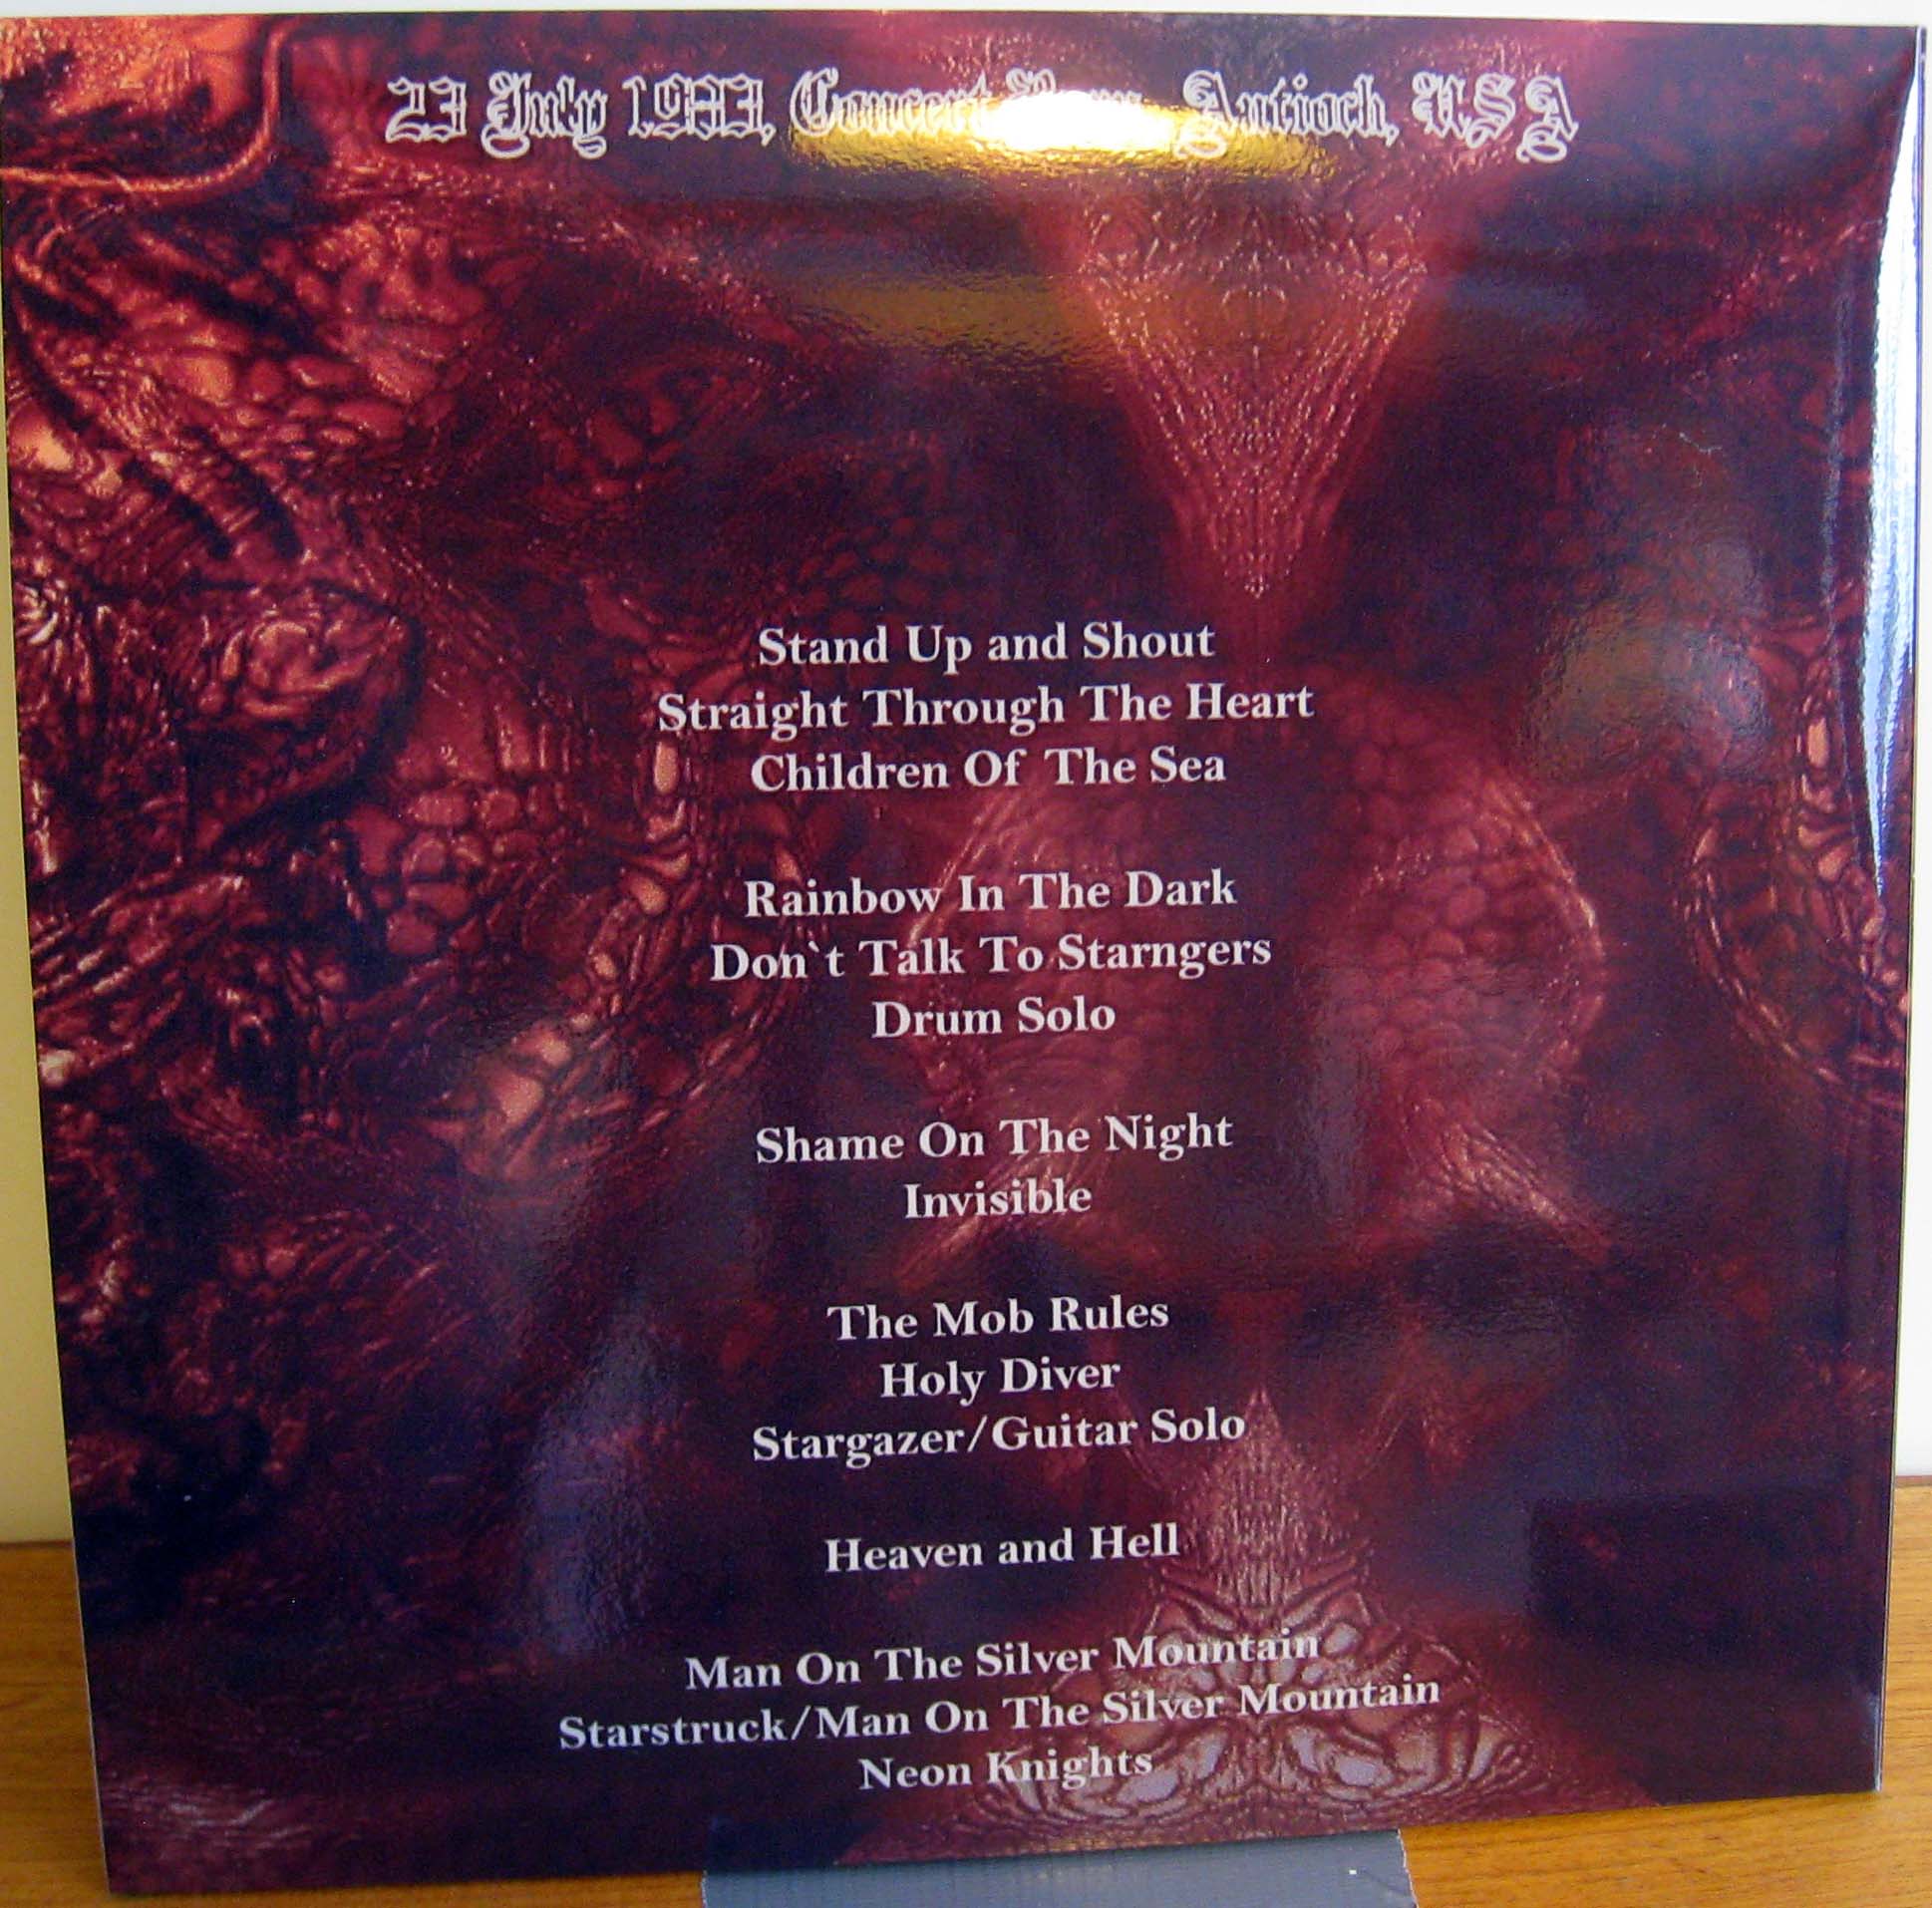 23 July 1983, Concert Antioch, USA
Stand Up and Shout
Straight Through The Heart
Children Of The Sea
Rainbow In The Dark
Don`t Talk To Starngers
Drum Solo
Shame On The Night
Invisible
The Mob Rules
Holy Diver
Stargazer/Guitar Solo
Heaven and Hell
Man On The Silver Mountain
Starstruck/Man On The Silver Mountain
Neon Knights